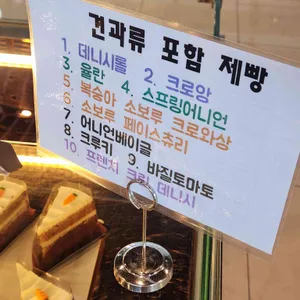 견과류 포함 제빵
1. 데니시롤 2. 크로앙
3. 율란 4. 스프링어니언
5. 복숭아 소보루 크로와상
6. 소보루 페이스츄리
7. 어니언베이글
8. 크루키 9. 바질토마토
10. 프렌치 크림 데니시